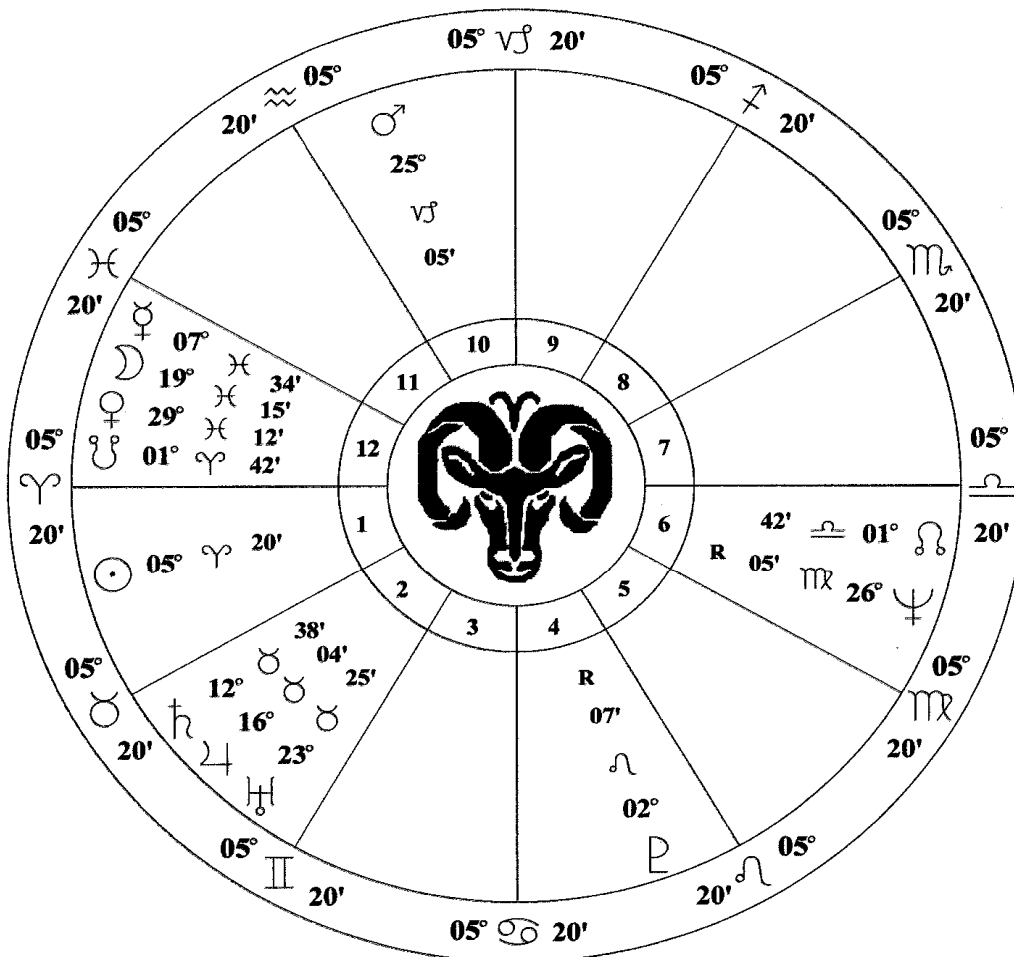 05° ♑ 20'
05° ♐ 20'
05° ♏ 20'
05° ♎ 20'
05° ♍ 20'
05° ♌ 20'
05° ♋ 20'
05° ♊ 20'
05° ♉ 20'
05° ♈ 20'
05° ♓ 20'
05° ♒ 20'
♂ 25° ♑ 05'
☿ 07° ♓ 34'
☽ 19° ♓ 15'
♀ 29° ♓ 12'
☋ 01° ♈ 42'
☉ 05° ♈ 20'
♄ 12° ♉ 38'
♃ 16° ♉ 04'
♅ 23° ♉ 25'
♇ 02° ♌ 07' R
♆ 26° ♍ 05' R
☊ 01° ♎ 42'
1
2
3
4
5
6
7
8
9
10
11
12